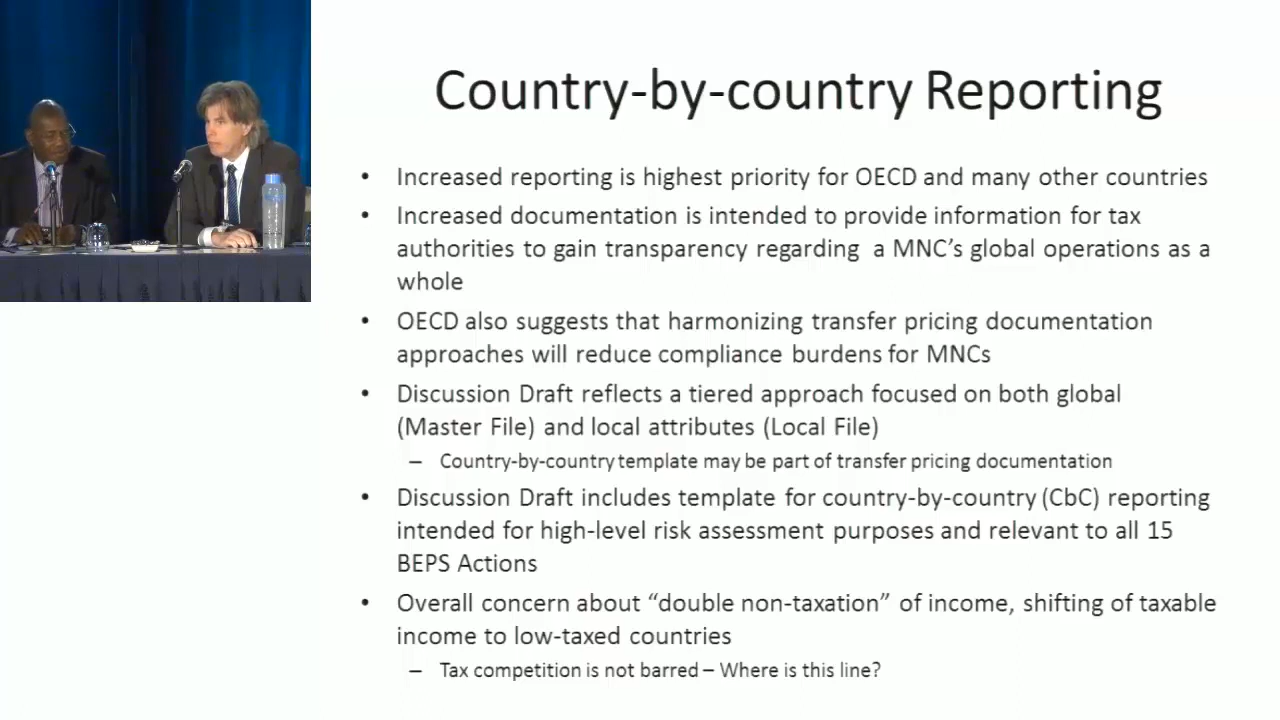 Country-by-country Reporting
• Increased reporting is highest priority for OECD and many other countries
• Increased documentation is intended to provide information for tax
authorities to gain transparency regarding a MNC's global operations as a
whole
• OECD also suggests that harmonizing transfer pricing documentation
approaches will reduce compliance burdens for MNCs
• Discussion Draft reflects a tiered approach focused on both global
(Master File) and local attributes (Local File)
– Country-by-country template may be part of transfer pricing documentation
• Discussion Draft includes template for country-by-country (CbC) reporting
intended for high-level risk assessment purposes and relevant to all 15
BEPS Actions
• Overall concern about “double non-taxation” of income, shifting of taxable
income to low-taxed countries
– Tax competition is not barred – Where is this line?